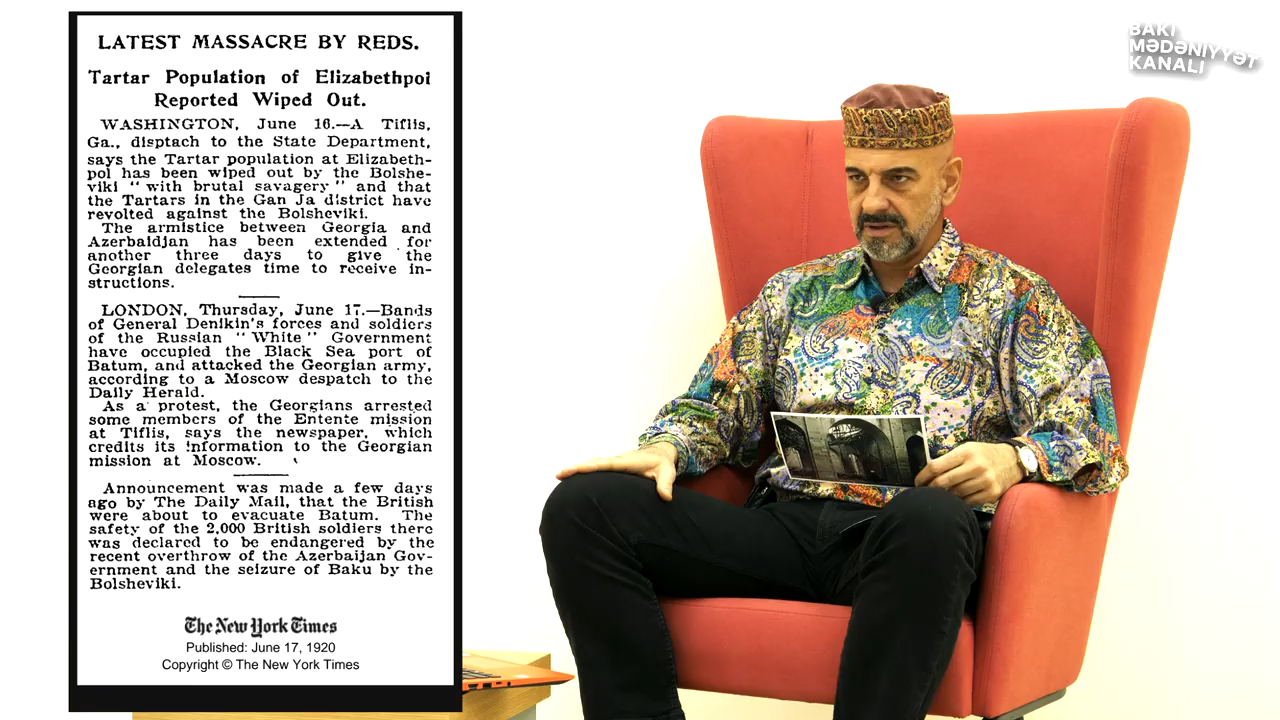 LATEST MASSACRE BY REDS.
Tartar Population of Elizabethpol
Reported Wiped Out.
WASHINGTON, June 16.—A Tiflis,
Ga., disptach to the State Department,
says the Tartar population at Elizabeth-
pol has been wiped out by the Bolshe-
viki "with brutal savagery" and that
the Tartars in the Gan Ja district have
revolted against the Bolsheviki.
The armistice between Georgia and
Azerbaidjan has been extended for
another three days to give the
Georgian delegates time to receive in-
structions.
LONDON, Thursday, June 17.—Bands
of General Denikin's forces and soldiers
of the Russian "White" Government
have occupied the Black Sea port of
Batum, and attacked the Georgian army,
according to a Moscow despatch to the
Daily Herald.
As a protest, the Georgians arrested
some members of the Entente mission
at Tiflis, says the newspaper, which
credits its information to the Georgian
mission at Moscow.
Announcement was made a few days
ago by The Daily Mail, that the British
were about to evacuate Batum. The
safety of the 2,000 British soldiers there
was declared to be endangered by the
recent overthrow of the Azerbaijan Gov-
ernment and the seizure of Baku by the
Bolsheviki.
The New York Times
Published: June 17, 1920
Copyright © The New York Times
BAKI
MƏDƏNİYYƏT
KANALI